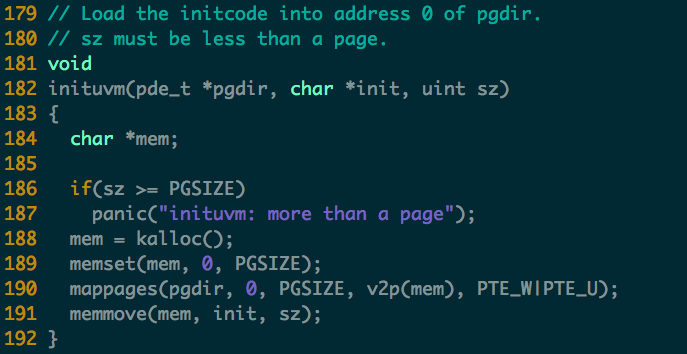 179 // Load the initcode into address 0 of pgdir.
180 // sz must be less than a page.
181 void
182 inituvm(pde_t *pgdir, char *init, uint sz)
183 {
184   char *mem;
185
186   if(sz >= PGSIZE)
187     panic("inituvm: more than a page");
188   mem = kalloc();
189   memset(mem, 0, PGSIZE);
190   mappages(pgdir, 0, PGSIZE, v2p(mem), PTE_W|PTE_U);
191   memmove(mem, init, sz);
192 }